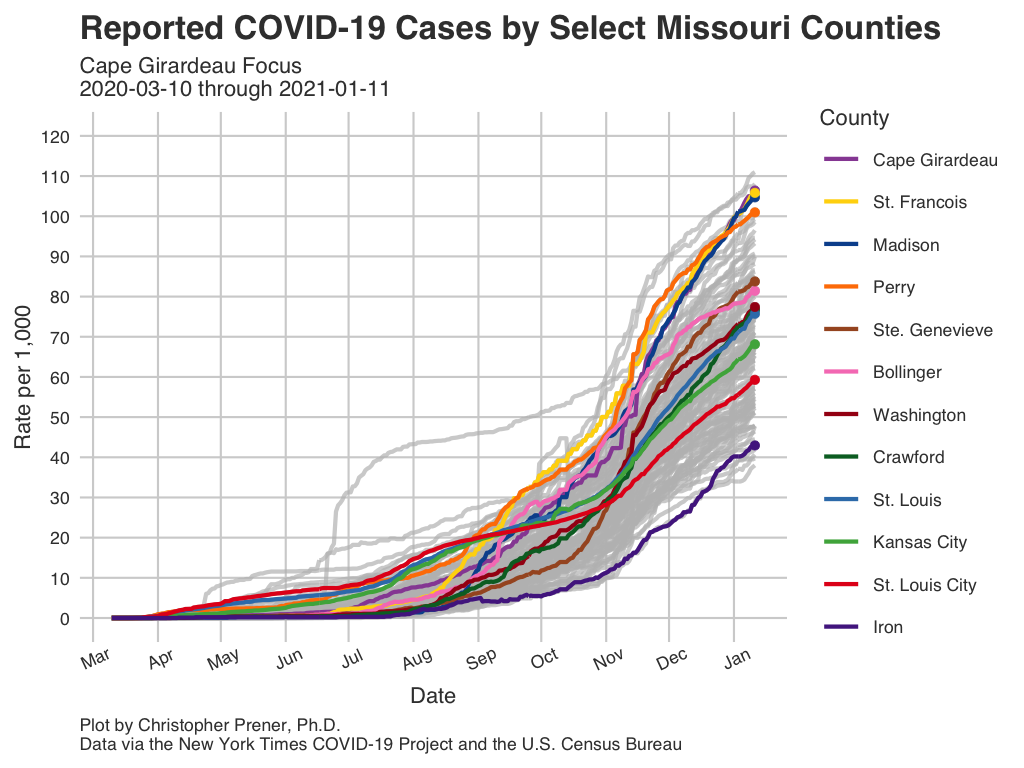 Reported COVID-19 Cases by Select Missouri Counties
Cape Girardeau Focus
2020-03-10 through 2021-01-11
County
Cape Girardeau
St. Francois
Madison
Perry
Ste. Genevieve
Bollinger
Washington
Crawford
St. Louis
Kansas City
St. Louis City
Iron
Rate per 1,000
120
110
100
90
80
70
60
50
40
30
20
10
0
Mar
Apr
May
Jun
Jul
Aug
Sep
Oct
Nov
Dec
Jan
Date
Plot by Christopher Prener, Ph.D.
Data via the New York Times COVID-19 Project and the U.S. Census Bureau